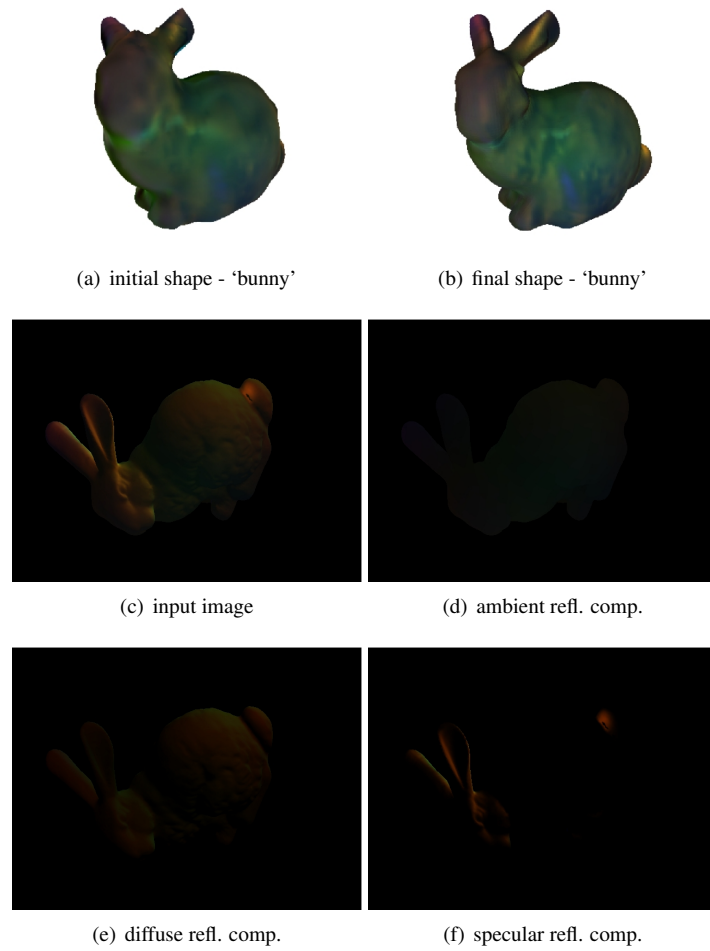 (a) initial shape - ‘bunny’
(b) final shape - ‘bunny’
(c) input image
(d) ambient refl. comp.
(e) diffuse refl. comp.
(f) specular refl. comp.